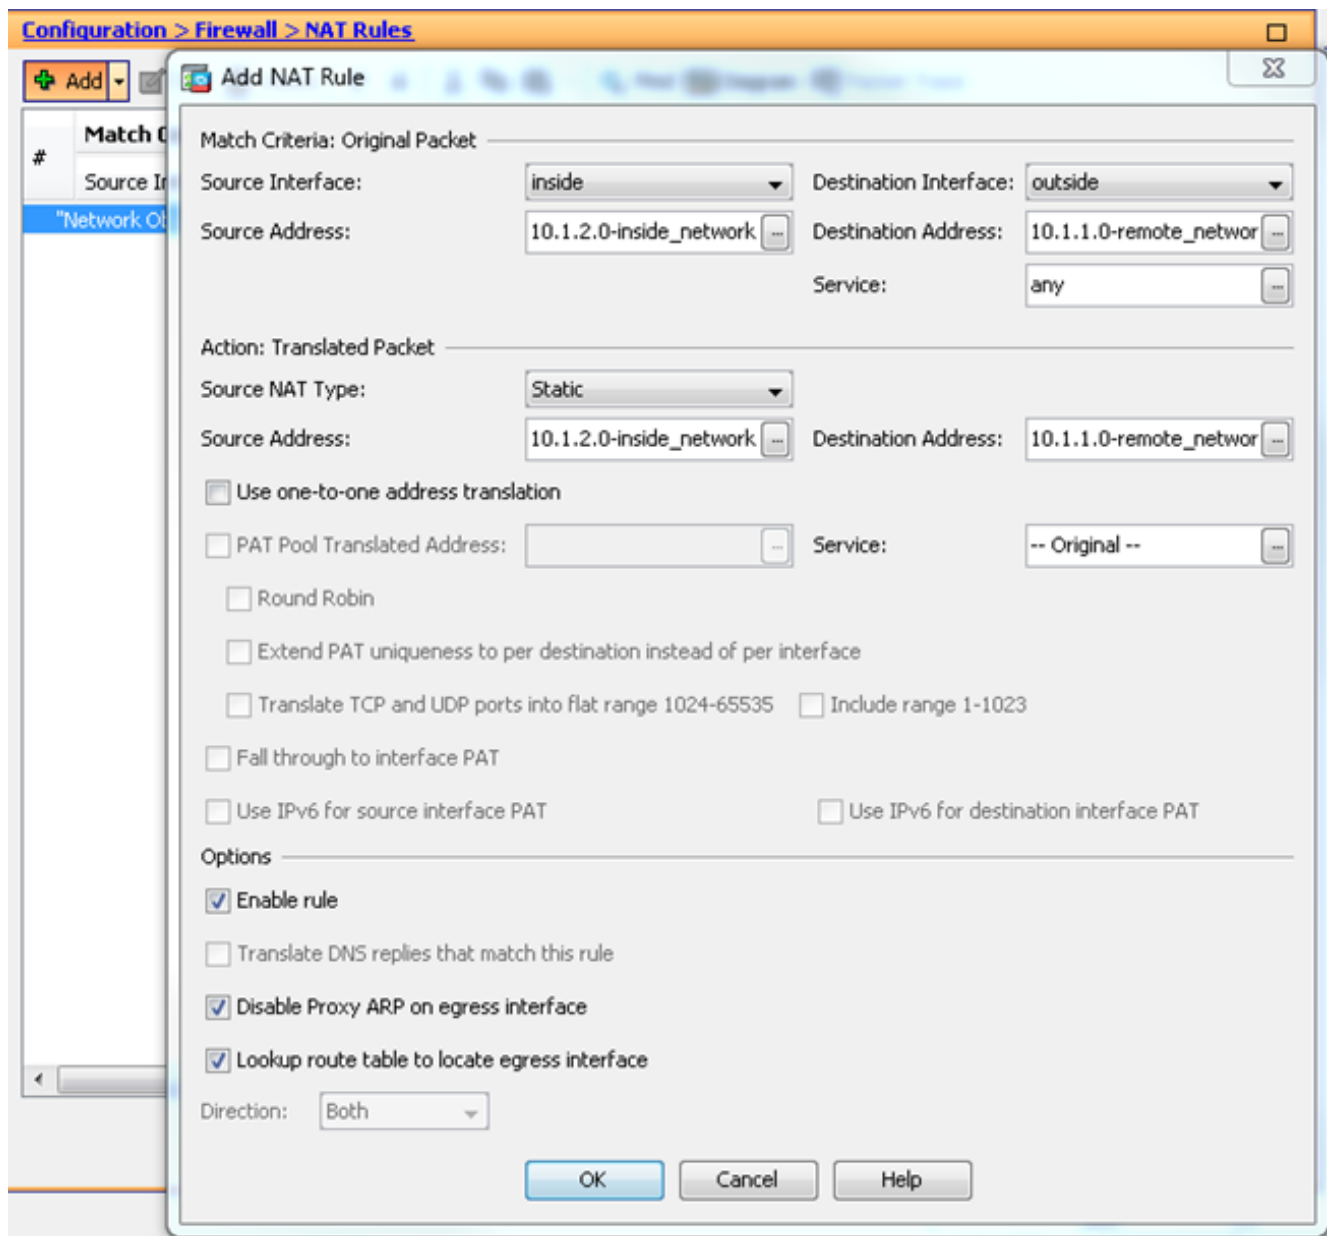 Configuration > Firewall > NAT Rules
Add
Add NAT Rule
Match
#
Source
"Network
Match Criteria: Original Packet
Source Interface: inside Destination Interface: outside
Source Address: 10.1.2.0-inside_network Destination Address: 10.1.1.0-remote_networ
Service: any
Action: Translated Packet
Source NAT Type: Static
Source Address: 10.1.2.0-inside_network Destination Address: 10.1.1.0-remote_networ
Use one-to-one address translation
PAT Pool Translated Address: Service: -- Original --
Round Robin
Extend PAT uniqueness to per destination instead of per interface
Translate TCP and UDP ports into flat range 1024-65535 Include range 1-1023
Fall through to interface PAT
Use IPv6 for source interface PAT Use IPv6 for destination interface PAT
Options
Enable rule
Translate DNS replies that match this rule
Disable Proxy ARP on egress interface
Lookup route table to locate egress interface
Direction: Both
OK Cancel Help